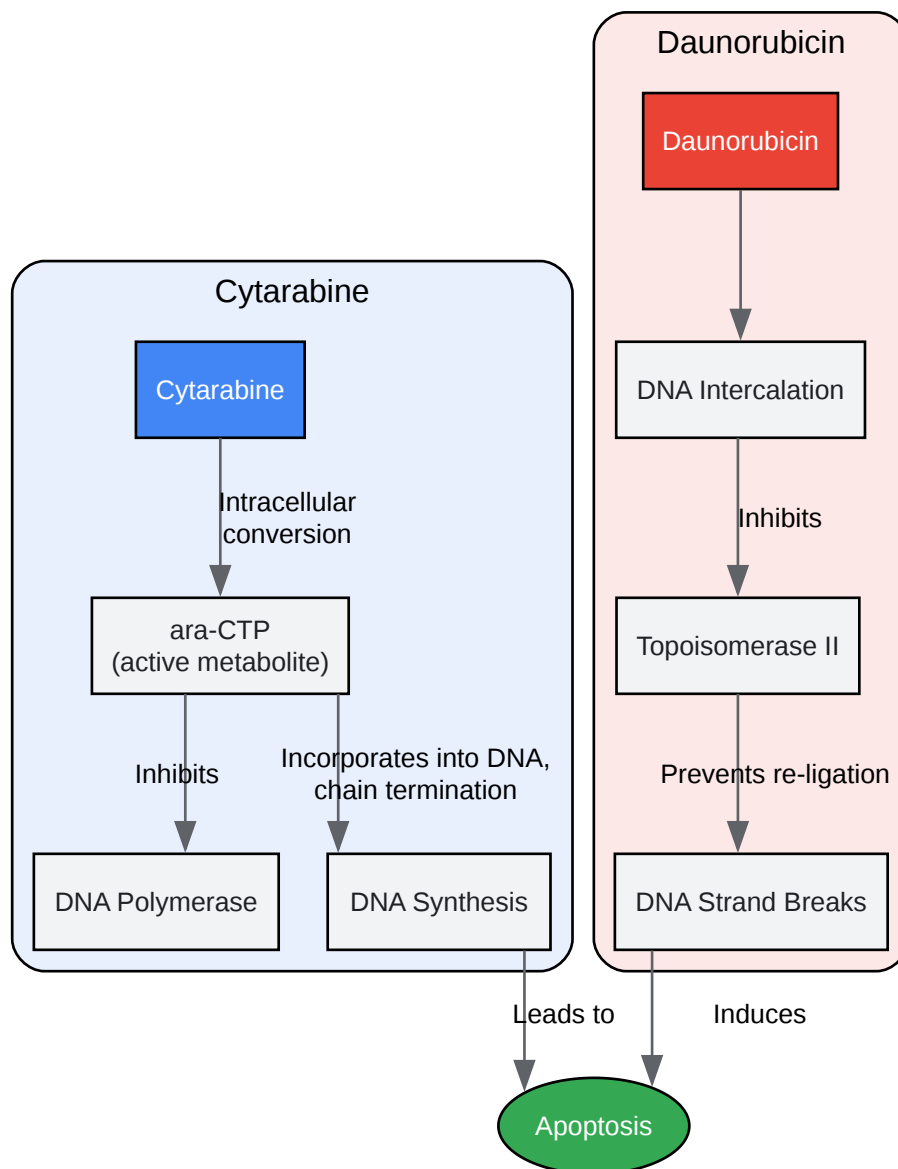 Daunorubicin
Daunorubicin
Cytarabine
Cytarabine
DNA Intercalation
Intracellular
conversion
Inhibits
ara-CTP
(active metabolite)
Topoisomerase II
Inhibits
Incorporates into DNA,
chain termination
Prevents re-ligation
DNA Polymerase
DNA Synthesis
DNA Strand Breaks
Leads to
Induces
Apoptosis